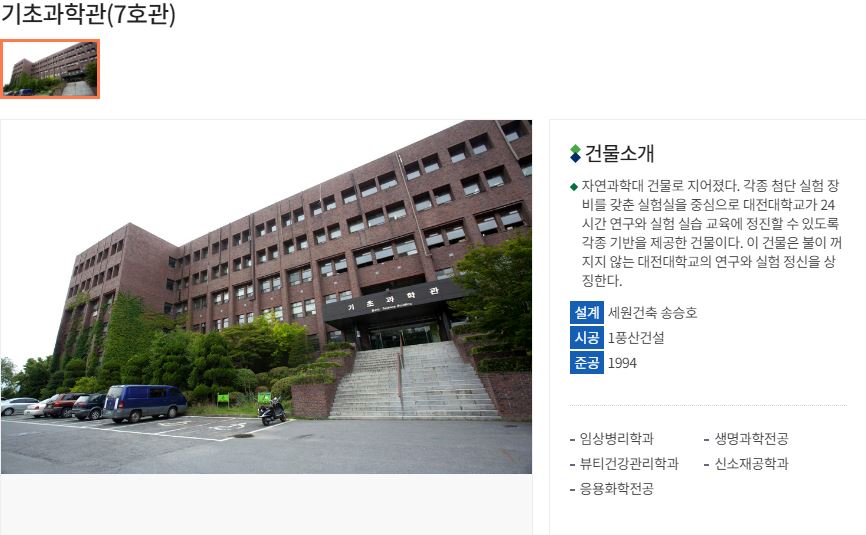 기초과학관(7호관)
기초과학관
건물소개
자연과학대 건물로 지어졌다. 각종 첨단 실험 장
비를 갖춘 실험실을 중심으로 대전대학교가 24
시간 연구와 실험 실습 교육에 정진할 수 있도록
각종 기반을 제공한 건물이다. 이 건물은 불이 꺼
지지 않는 대전대학교의 연구와 실험 정신을 상
징한다.
설계 세원건축 송승호
시공 1풍산건설
준공 1994
- 임상병리학과 - 생명과학전공
- 뷰티건강관리학과 - 신소재공학과
- 응용화학전공